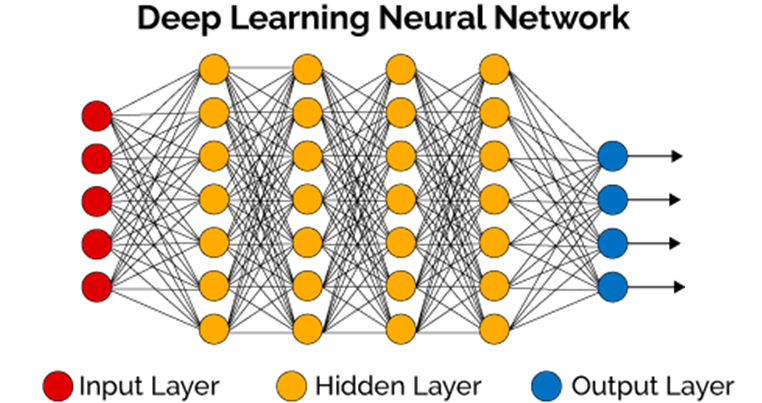 Deep Learning Neural Network
Input Layer Hidden Layer Output Layer